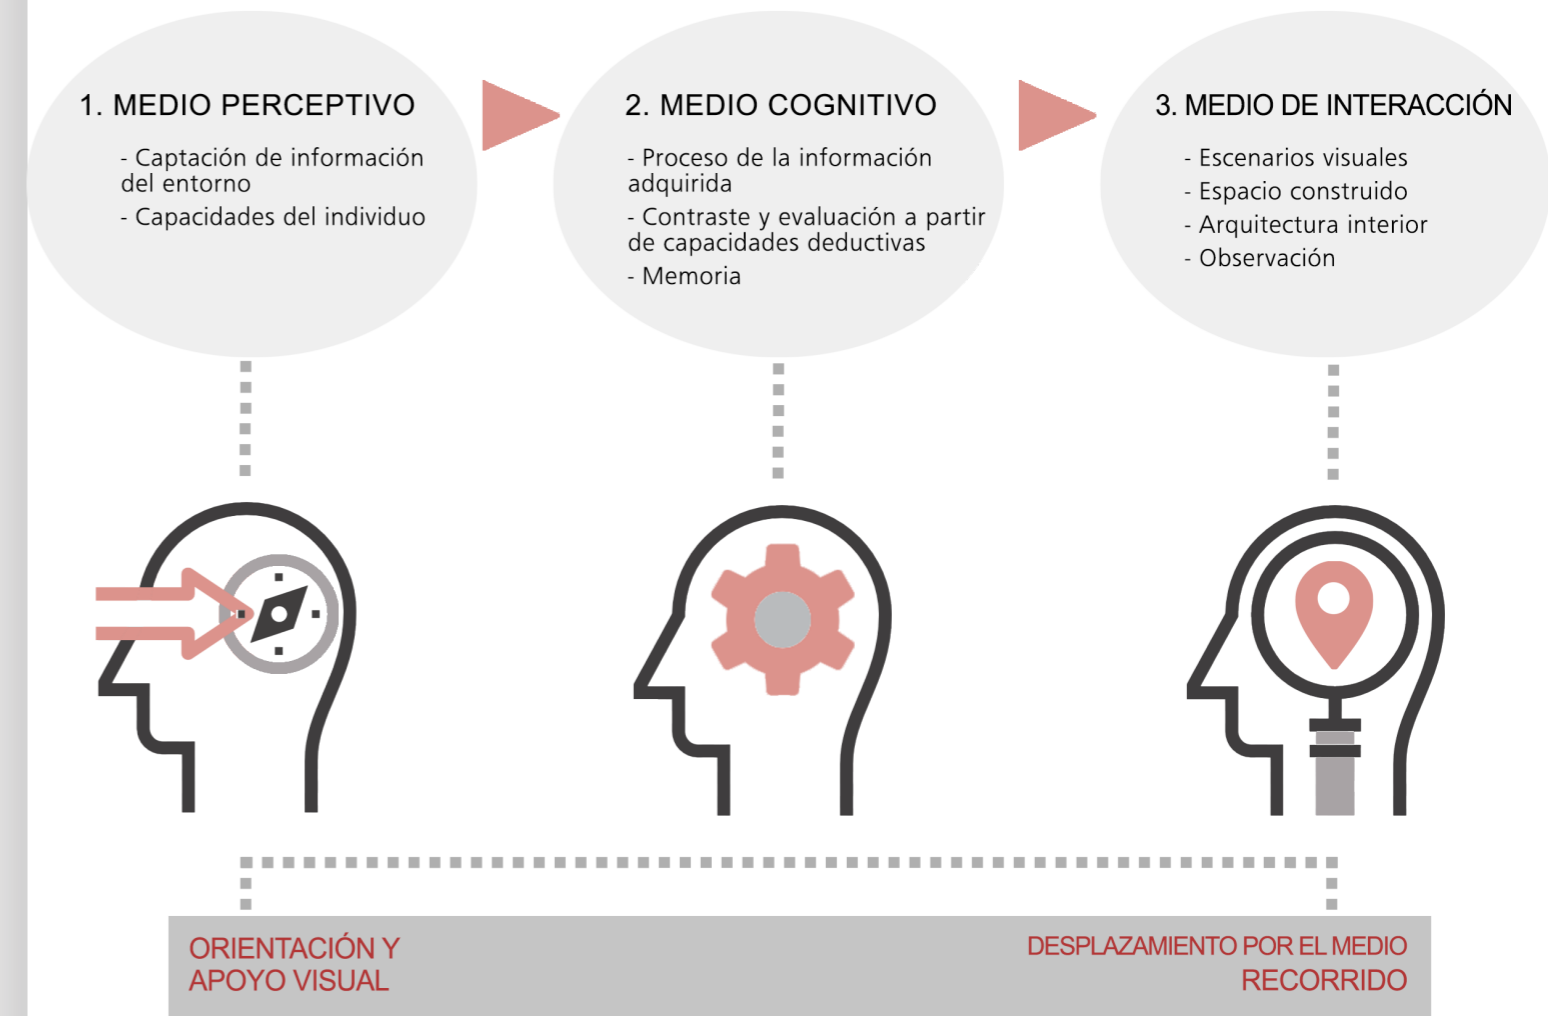 1. MEDIO PERCEPTIVO
- Captación de información
del entorno
- Capacidades del individuo
2. MEDIO COGNITIVO
- Proceso de la información
adquirida
- Contraste y evaluación a partir
de capacidades deductivas
- Memoria
3. MEDIO DE INTERACCIÓN
- Escenarios visuales
- Espacio construido
- Arquitectura interior
- Observación
ORIENTACIÓN Y
APOYO VISUAL
DESPLAZAMIENTO POR EL MEDIO
RECORRIDO